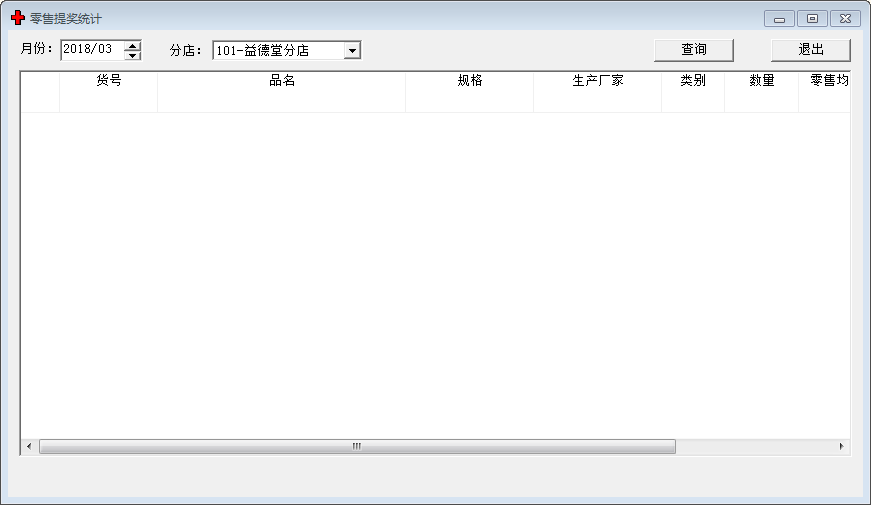 零售提奖统计
月份： 2018/03 分店： 101-益德堂分店 查询 退出
货号 品名 规格 生产厂家 类别 数量 零售均